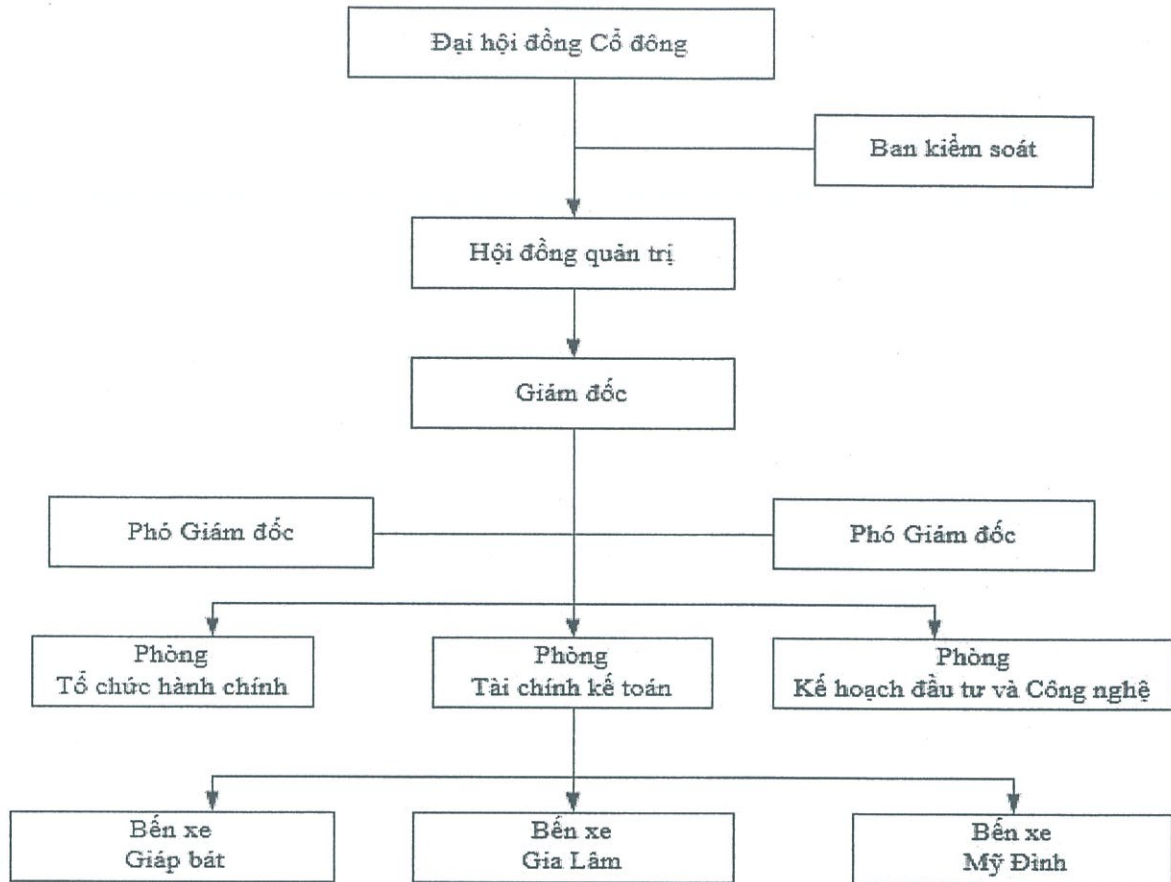 Đại hội đồng Cổ đông
Ban kiểm soát
Hội đồng quản trị
Giám đốc
Phó Giám đốc
Phó Giám đốc
Phòng
Tổ chức hành chính
Phòng
Tài chính kế toán
Phòng
Kế hoạch đầu tư và Công nghệ
Bến xe
Giáp bát
Bến xe
Gia Lâm
Bến xe
Mỹ Đình